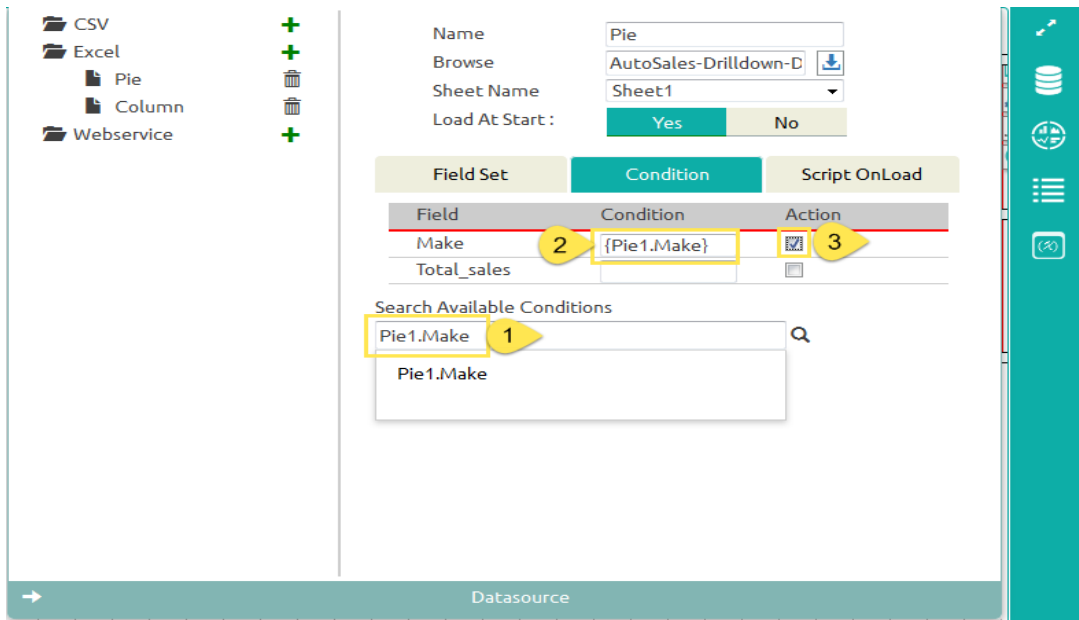 CSV
Excel
Pie
Column
Webservice
Name Pie
Browse AutoSales-Drilldown-D
Sheet Name Sheet1
Load At Start : Yes No
Field Set Condition Script OnLoad
Field Condition Action
Make 2 {Pie1.Make} 3
Total_sales
Search Available Conditions
Pie1.Make 1
Pie1.Make
Datasource